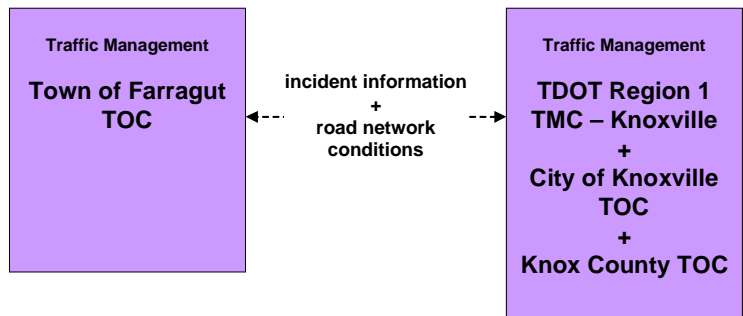 Traffic Management
Town of Farragut
TOC
incident information
+
road network
conditions
Traffic Management
TDOT Region 1
TMC – Knoxville
+
City of Knoxville
TOC
+
Knox County TOC